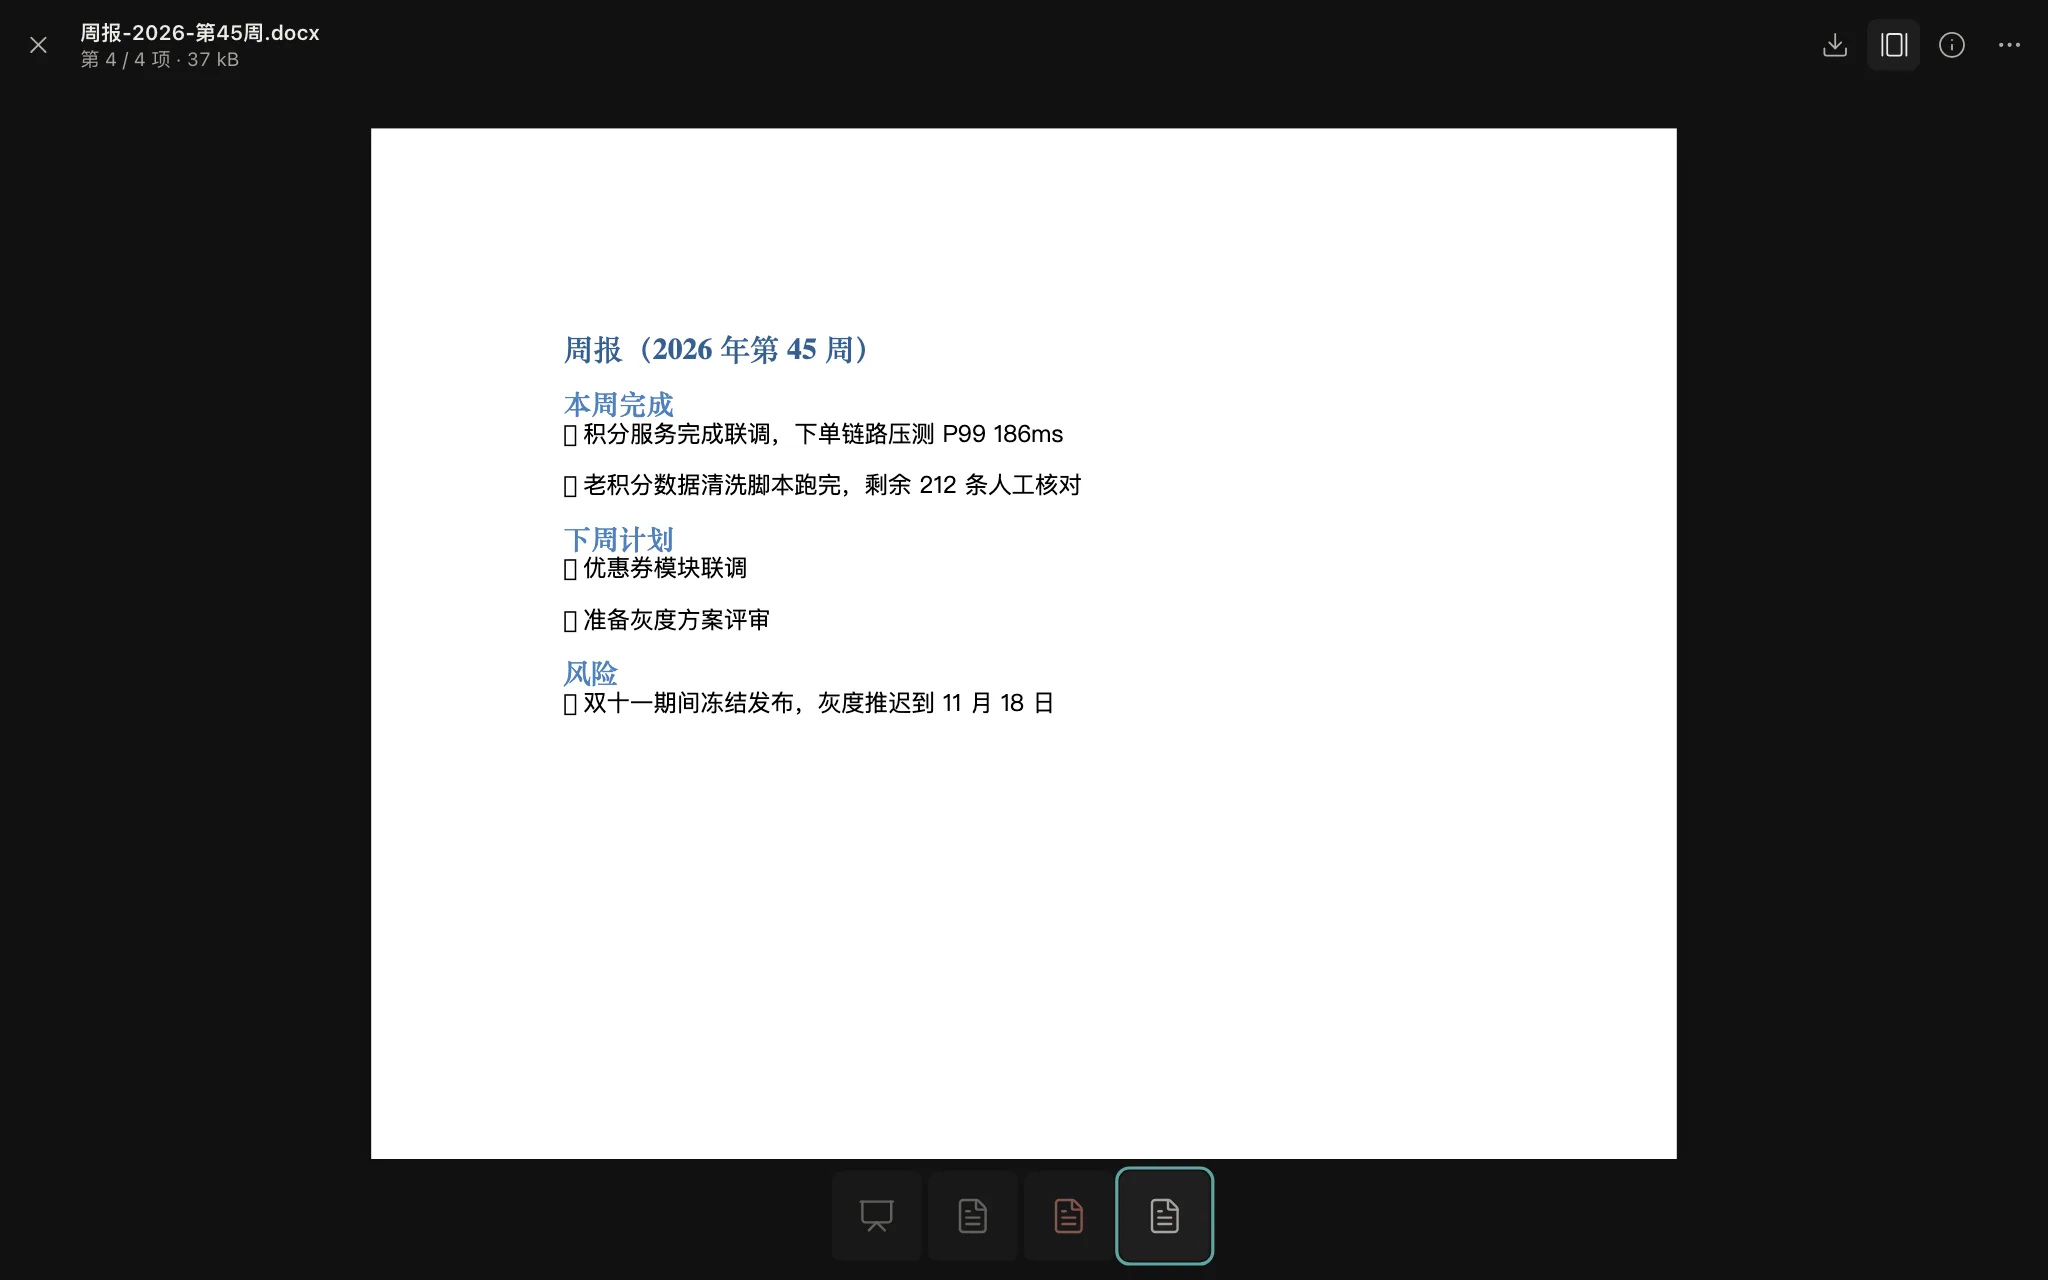 周报-2026-第45周.docx
第 4 / 4 项 · 37 kB
周报（2026 年第 45 周）
本周完成
积分服务完成联调，下单链路压测 P99 186ms
老积分数据清洗脚本跑完，剩余 212 条人工核对
下周计划
优惠券模块联调
准备灰度方案评审
风险
双十一期间冻结发布，灰度推迟到 11 月 18 日